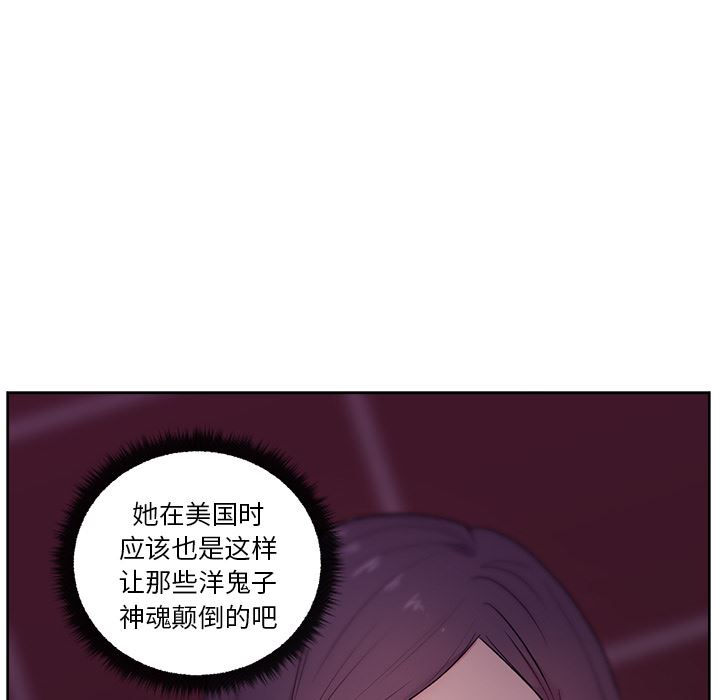 她在美国时
应该也是这样
让那些洋鬼子
神魂颠倒的吧